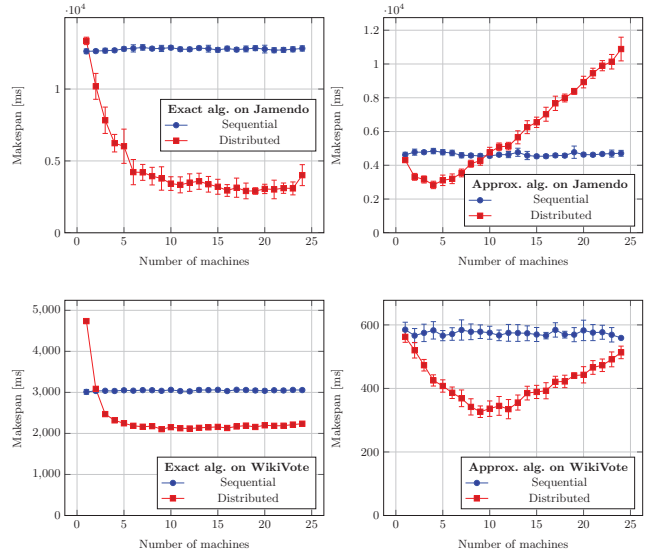 ·10⁴
1
0.5
0
Makespan [ms]
Exact alg. on Jamendo
Sequential
Distributed
0 5 10 15 20 25
Number of machines
·10⁴
1.2
1
0.8
0.6
0.4
0.2
0
Makespan [ms]
Approx. alg. on Jamendo
Sequential
Distributed
0 5 10 15 20 25
Number of machines
5,000
4,000
3,000
2,000
1,000
0
Makespan [ms]
Exact alg. on WikiVote
Sequential
Distributed
0 5 10 15 20 25
Number of machines
600
400
200
0
Makespan [ms]
Approx. alg. on WikiVote
Sequential
Distributed
0 5 10 15 20 25
Number of machines